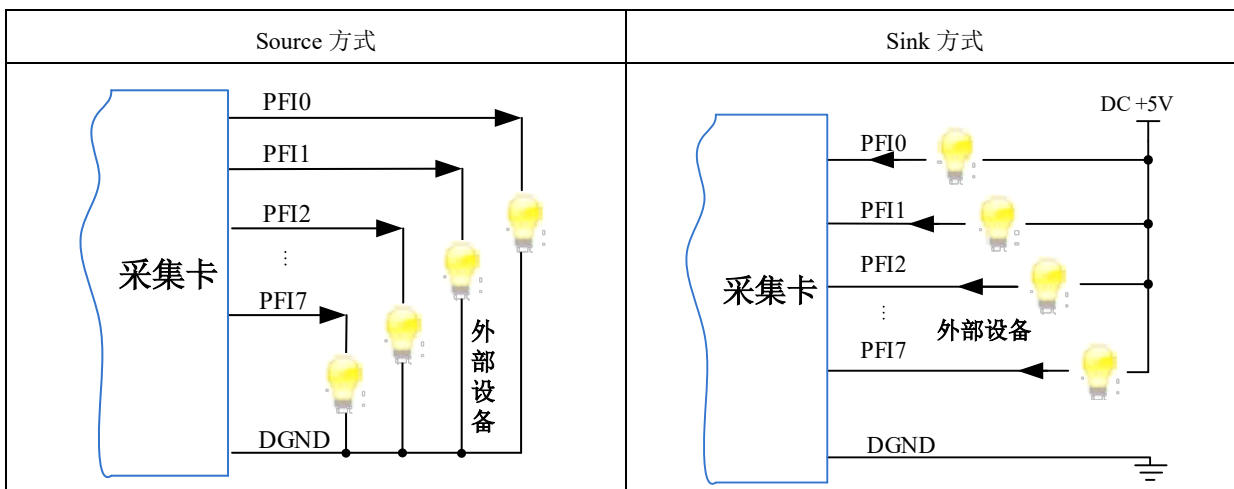 Source 方式
Sink 方式
PFI0
PFI1
PFI2
⋮
PFI7
DGND
采集卡
外部设备
DC +5V
PFI0
PFI1
PFI2
⋮
PFI7
DGND
采集卡
外部设备